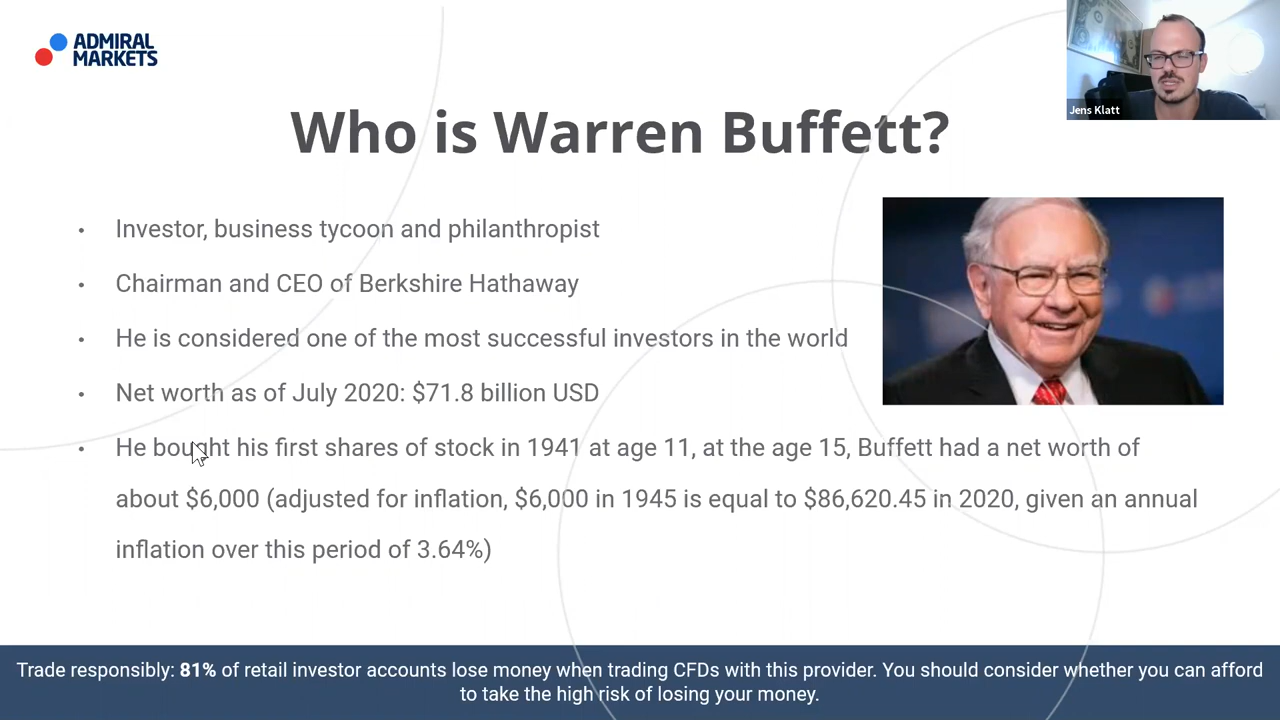 ADMIRAL
MARKETS
Jens Klatt
Who is Warren Buffett?
• Investor, business tycoon and philanthropist
• Chairman and CEO of Berkshire Hathaway
• He is considered one of the most successful investors in the world
• Net worth as of July 2020: $71.8 billion USD
• He bought his first shares of stock in 1941 at age 11, at the age 15, Buffett had a net worth of
about $6,000 (adjusted for inflation, $6,000 in 1945 is equal to $86,620.45 in 2020, given an annual
inflation over this period of 3.64%)
Trade responsibly: 81% of retail investor accounts lose money when trading CFDs with this provider. You should consider whether you can afford
to take the high risk of losing your money.